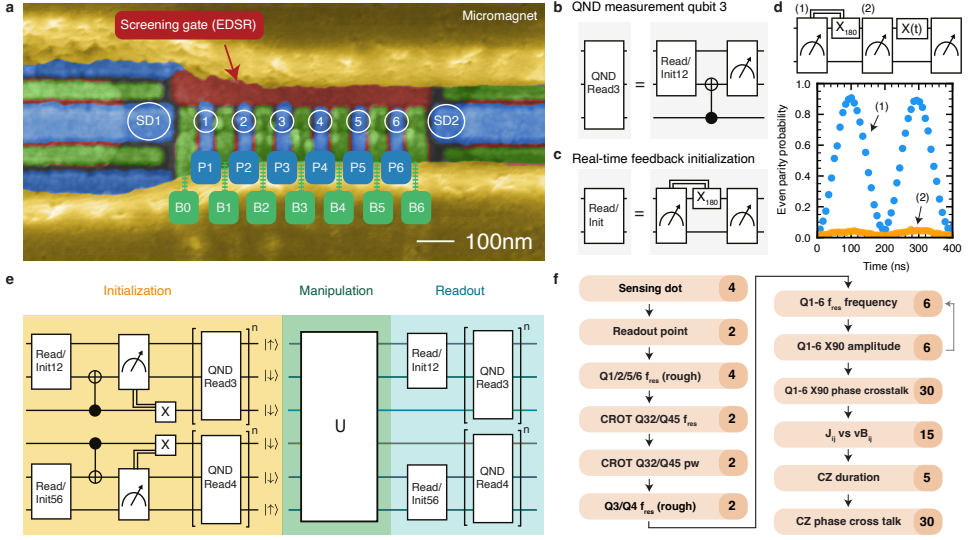 a
Micromagnet
Screening gate (EDSR)
SD1
1
2
3
4
5
6
SD2
P1
P2
P3
P4
P5
P6
B0
B1
B2
B3
B4
B5
B6
100nm
b QND measurement qubit 3
QND
Read3
=
Read/
Init12
c Real-time feedback initialization
Read/
Init
=
X180
d
(1)
(2)
X180
X(t)
Even parity probability
1.0
0.8
0.6
0.4
0.2
0.0
(1)
(2)
0
100
200
300
400
Time (ns)
e
Initialization
Manipulation
Readout
Read/
Init12
X
QND
Read3
n
|↑⟩
|↓⟩
|↓⟩
Read/
Init56
X
QND
Read4
n
|↓⟩
|↓⟩
|↑⟩
U
Read/
Init12
QND
Read3
n
Read/
Init56
QND
Read4
n
f
Sensing dot 4
Readout point 2
Q1/2/5/6 fres (rough) 4
CROT Q32/Q45 fres 2
CROT Q32/Q45 pw 2
Q3/Q4 fres (rough) 2
Q1-6 fres frequency 6
Q1-6 X90 amplitude 6
Q1-6 X90 phase crosstalk 30
Jij vs vBij 15
CZ duration 5
CZ phase cross talk 30